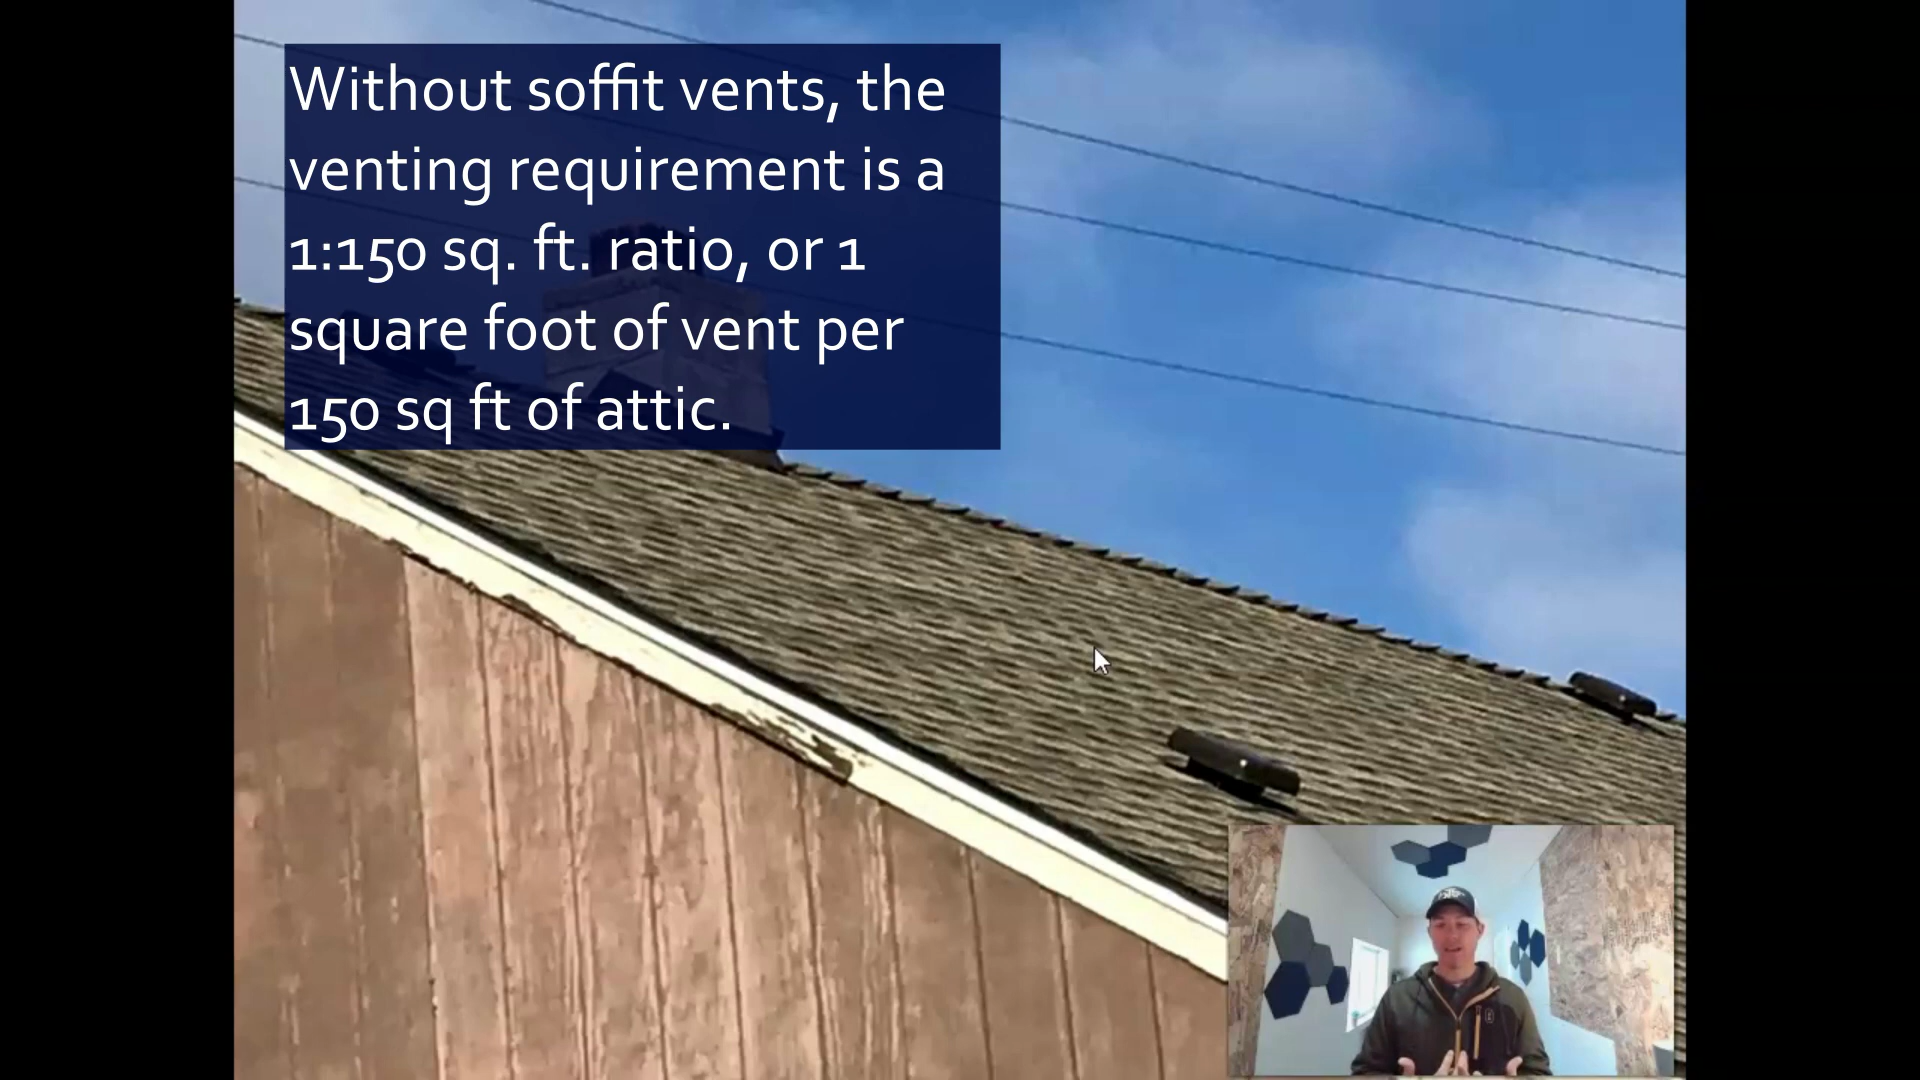 Without soffit vents, the
venting requirement is a
1:150 sq. ft. ratio, or 1
square foot of vent per
150 sq ft of attic.